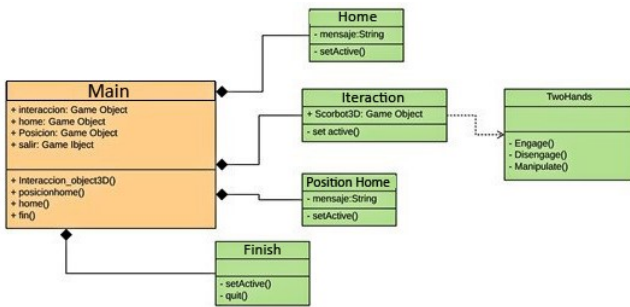 Home
- mensaje:String
- setActive()
Main
+ interaccion: Game Object
+ home: Game Object
+ Posicion: Game Object
+ salir: Game Ibject
+ Interaccion_object3D()
+ posicionhome()
+ home()
+ fin()
Iteraction
+ Scorbot3D: Game Object
- set active()
TwoHands
- Engage()
- Disengage()
- Manipulate()
Position Home
- mensaje:String
- setActive()
Finish
- setActive()
- quit()